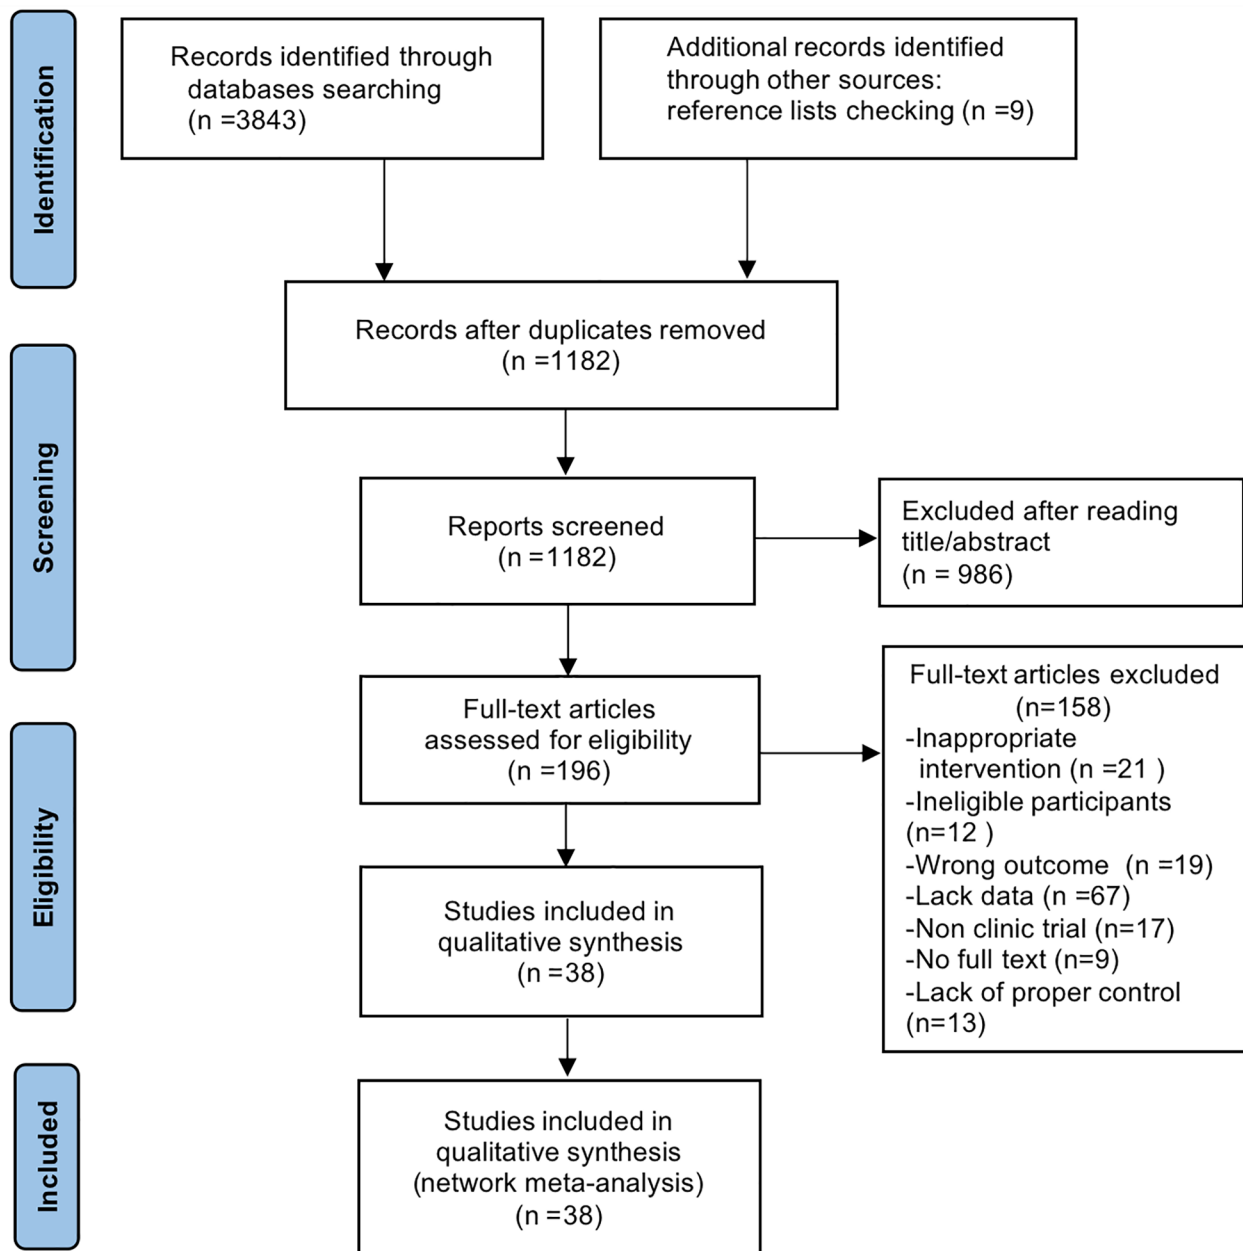 Identification
Records identified through
databases searching
(n =3843)
Additional records identified
through other sources:
reference lists checking (n =9)
Records after duplicates removed
(n =1182)
Screening
Reports screened
(n =1182)
Excluded after reading
title/abstract
(n = 986)
Full-text articles
assessed for eligibility
(n =196)
Full-text articles excluded
(n=158)
-Inappropriate
intervention (n =21 )
-Ineligible participants
(n=12 )
-Wrong outcome (n =19)
-Lack data (n =67)
-Non clinic trial (n=17)
-No full text (n=9)
-Lack of proper control
(n=13)
Eligibility
Studies included in
qualitative synthesis
(n =38)
Included
Studies included in
qualitative synthesis
(network meta-analysis)
(n =38)